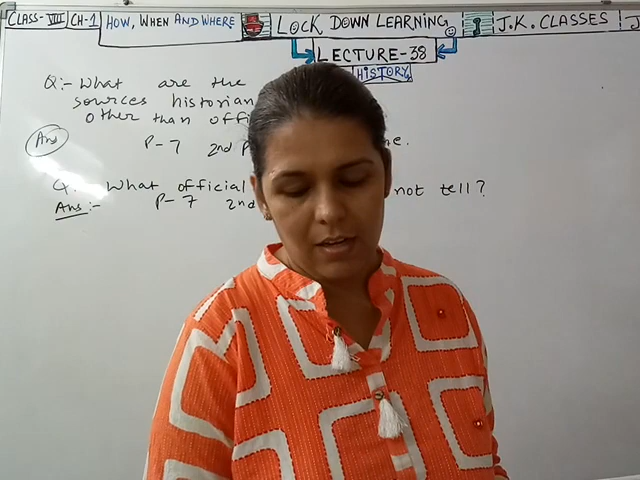 CLASS-VIII CH-1 HOW, WHEN AND WHERE LOCK DOWN LEARNING J.K. CLASSES J
LECTURE-38
HISTORY
Q:- What are the
sources historian
other than offi
Ans P-7 2nd P ne.
Q. What official not tell?
Ans:- P-7 2nd